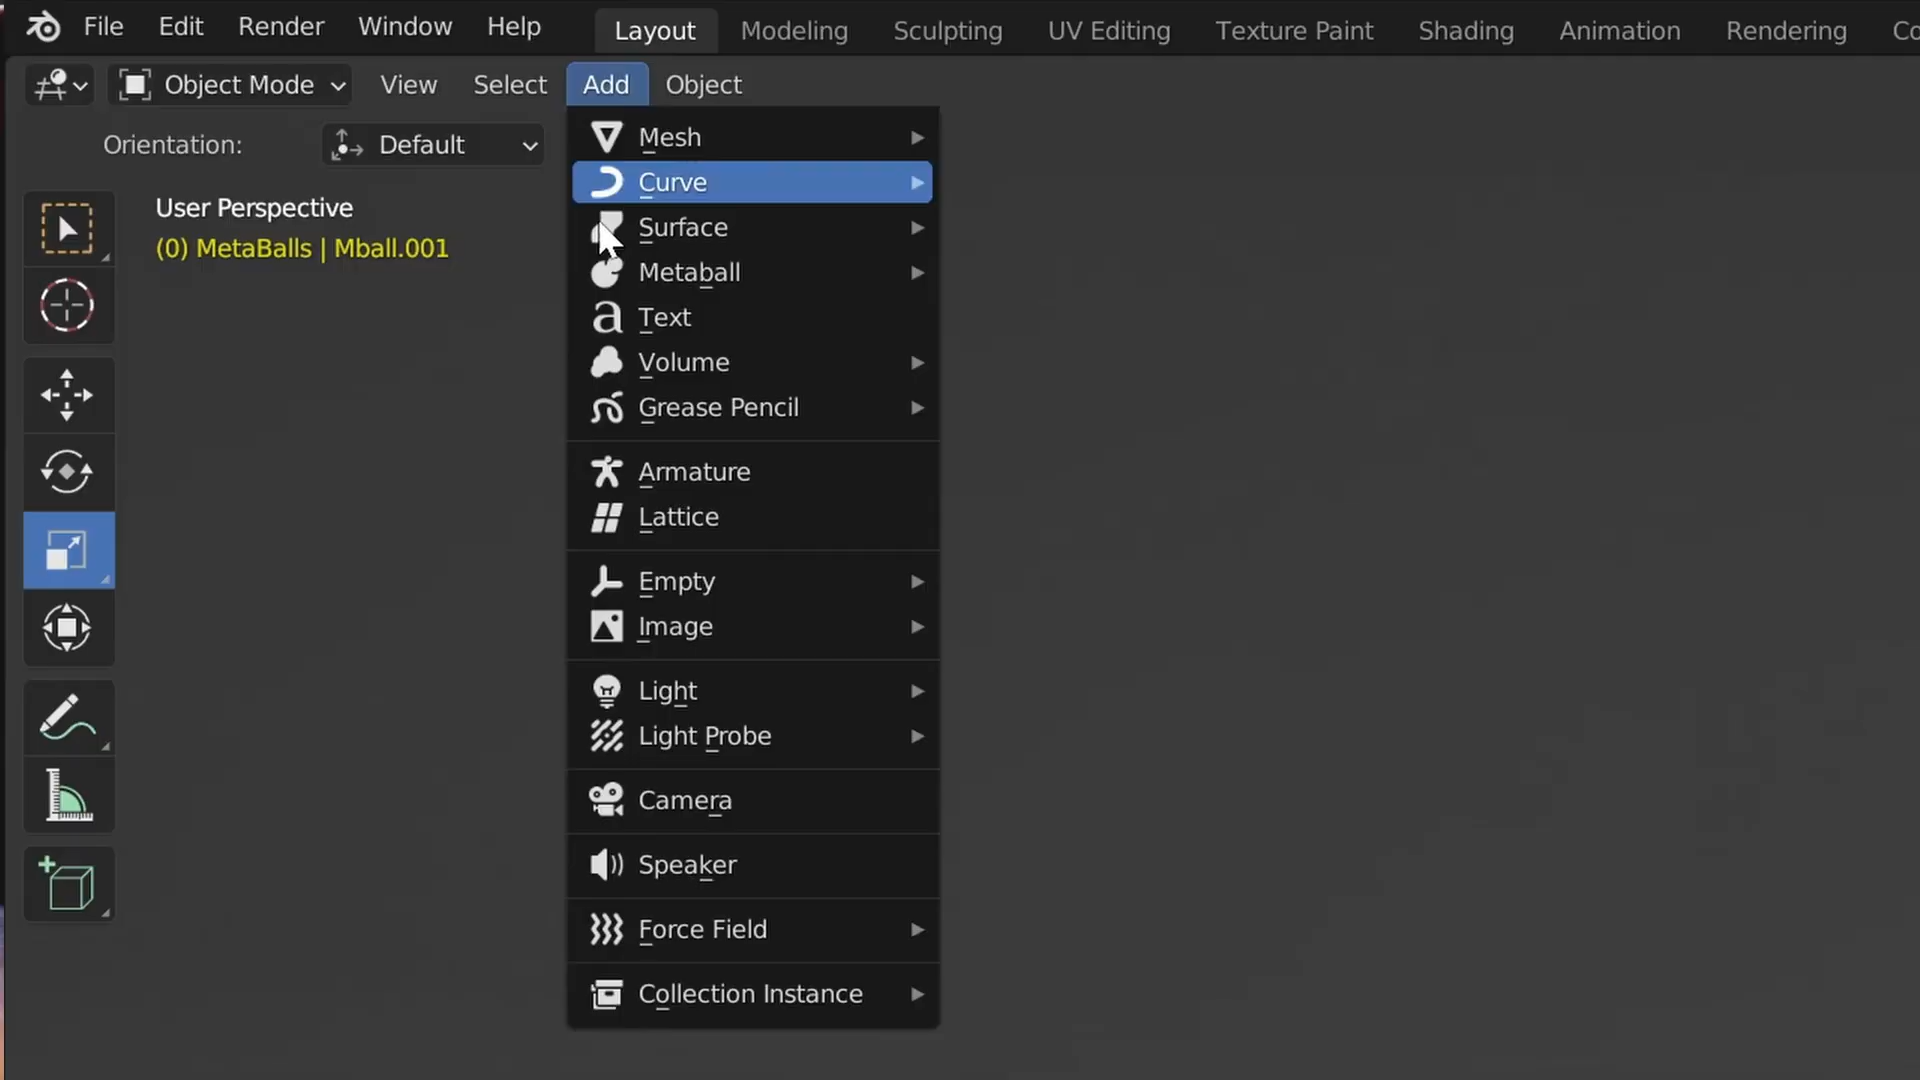 File Edit Render Window Help Layout Modeling Sculpting UV Editing Texture Paint Shading Animation Rendering Co
Object Mode View Select Add Object
Orientation: Default
User Perspective
(0) MetaBalls | Mball.001
Mesh
Curve
Surface
Metaball
Text
Volume
Grease Pencil
Armature
Lattice
Empty
Image
Light
Light Probe
Camera
Speaker
Force Field
Collection Instance